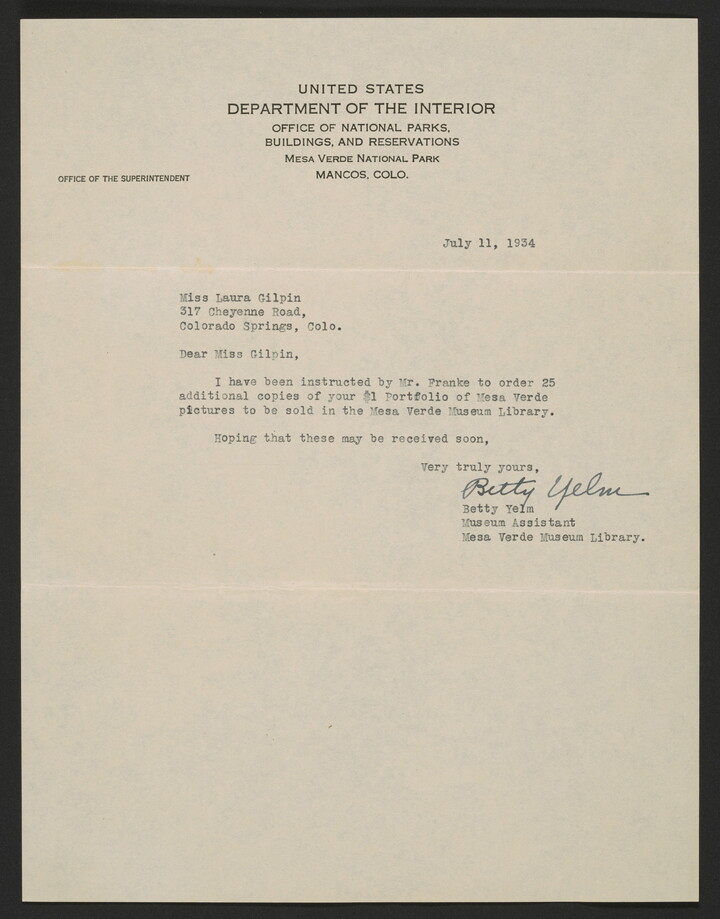 UNITED STATES
DEPARTMENT OF THE INTERIOR
OFFICE OF NATIONAL PARKS,
BUILDINGS, AND RESERVATIONS
MESA VERDE NATIONAL PARK
MANCOS, COLO.
OFFICE OF THE SUPERINTENDENT
July 11, 1934
Miss Laura Gilpin
317 Cheyenne Road,
Colorado Springs, Colo.
Dear Miss Gilpin,
I have been instructed by Mr. Franke to order 25
additional copies of your $1 Portfolio of Mesa Verde
pictures to be sold in the Mesa Verde Museum Library.
Hoping that these may be received soon,
Very truly yours,
Betty Yelm
Betty Yelm
Museum Assistant
Mesa Verde Museum Library.